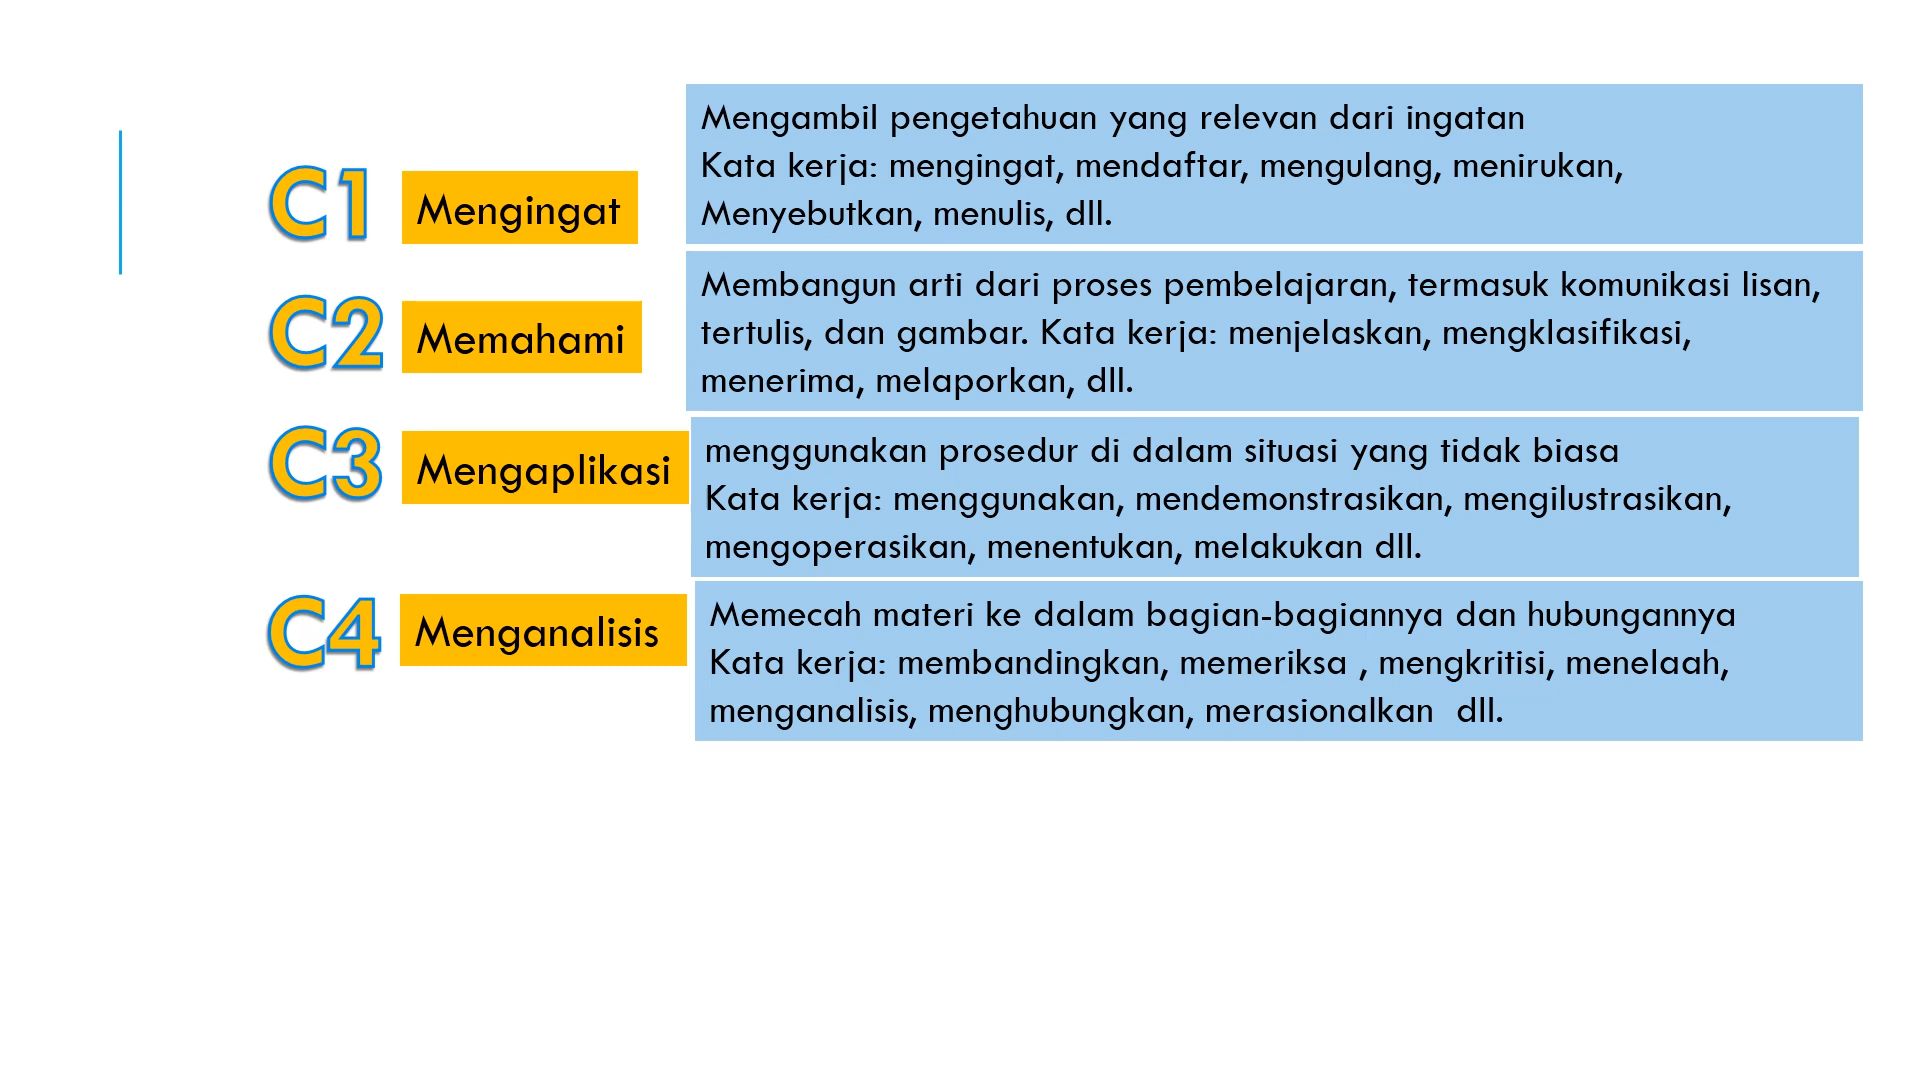 C1
Mengingat
Mengambil pengetahuan yang relevan dari ingatan
Kata kerja: mengingat, mendaftar, mengulang, menirukan,
Menyebutkan, menulis, dll.
C2
Memahami
Membangun arti dari proses pembelajaran, termasuk komunikasi lisan,
tertulis, dan gambar. Kata kerja: menjelaskan, mengklasifikasi,
menerima, melaporkan, dll.
C3
Mengaplikasi
menggunakan prosedur di dalam situasi yang tidak biasa
Kata kerja: menggunakan, mendemonstrasikan, mengilustrasikan,
mengoperasikan, menentukan, melakukan dll.
C4
Menganalisis
Memecah materi ke dalam bagian-bagiannya dan hubungannya
Kata kerja: membandingkan, memeriksa , mengkritisi, menelaah,
menganalisis, menghubungkan, merasionalkan  dll.